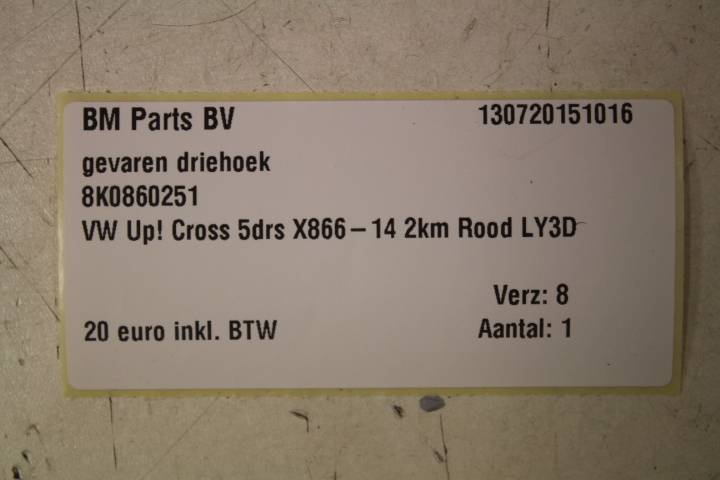 BM Parts BV 130720151016
gevaren driehoek
8K0860251
VW Up! Cross 5drs X866-14 2km Rood LY3D
Verz: 8
20 euro inkl. BTW Aantal: 1